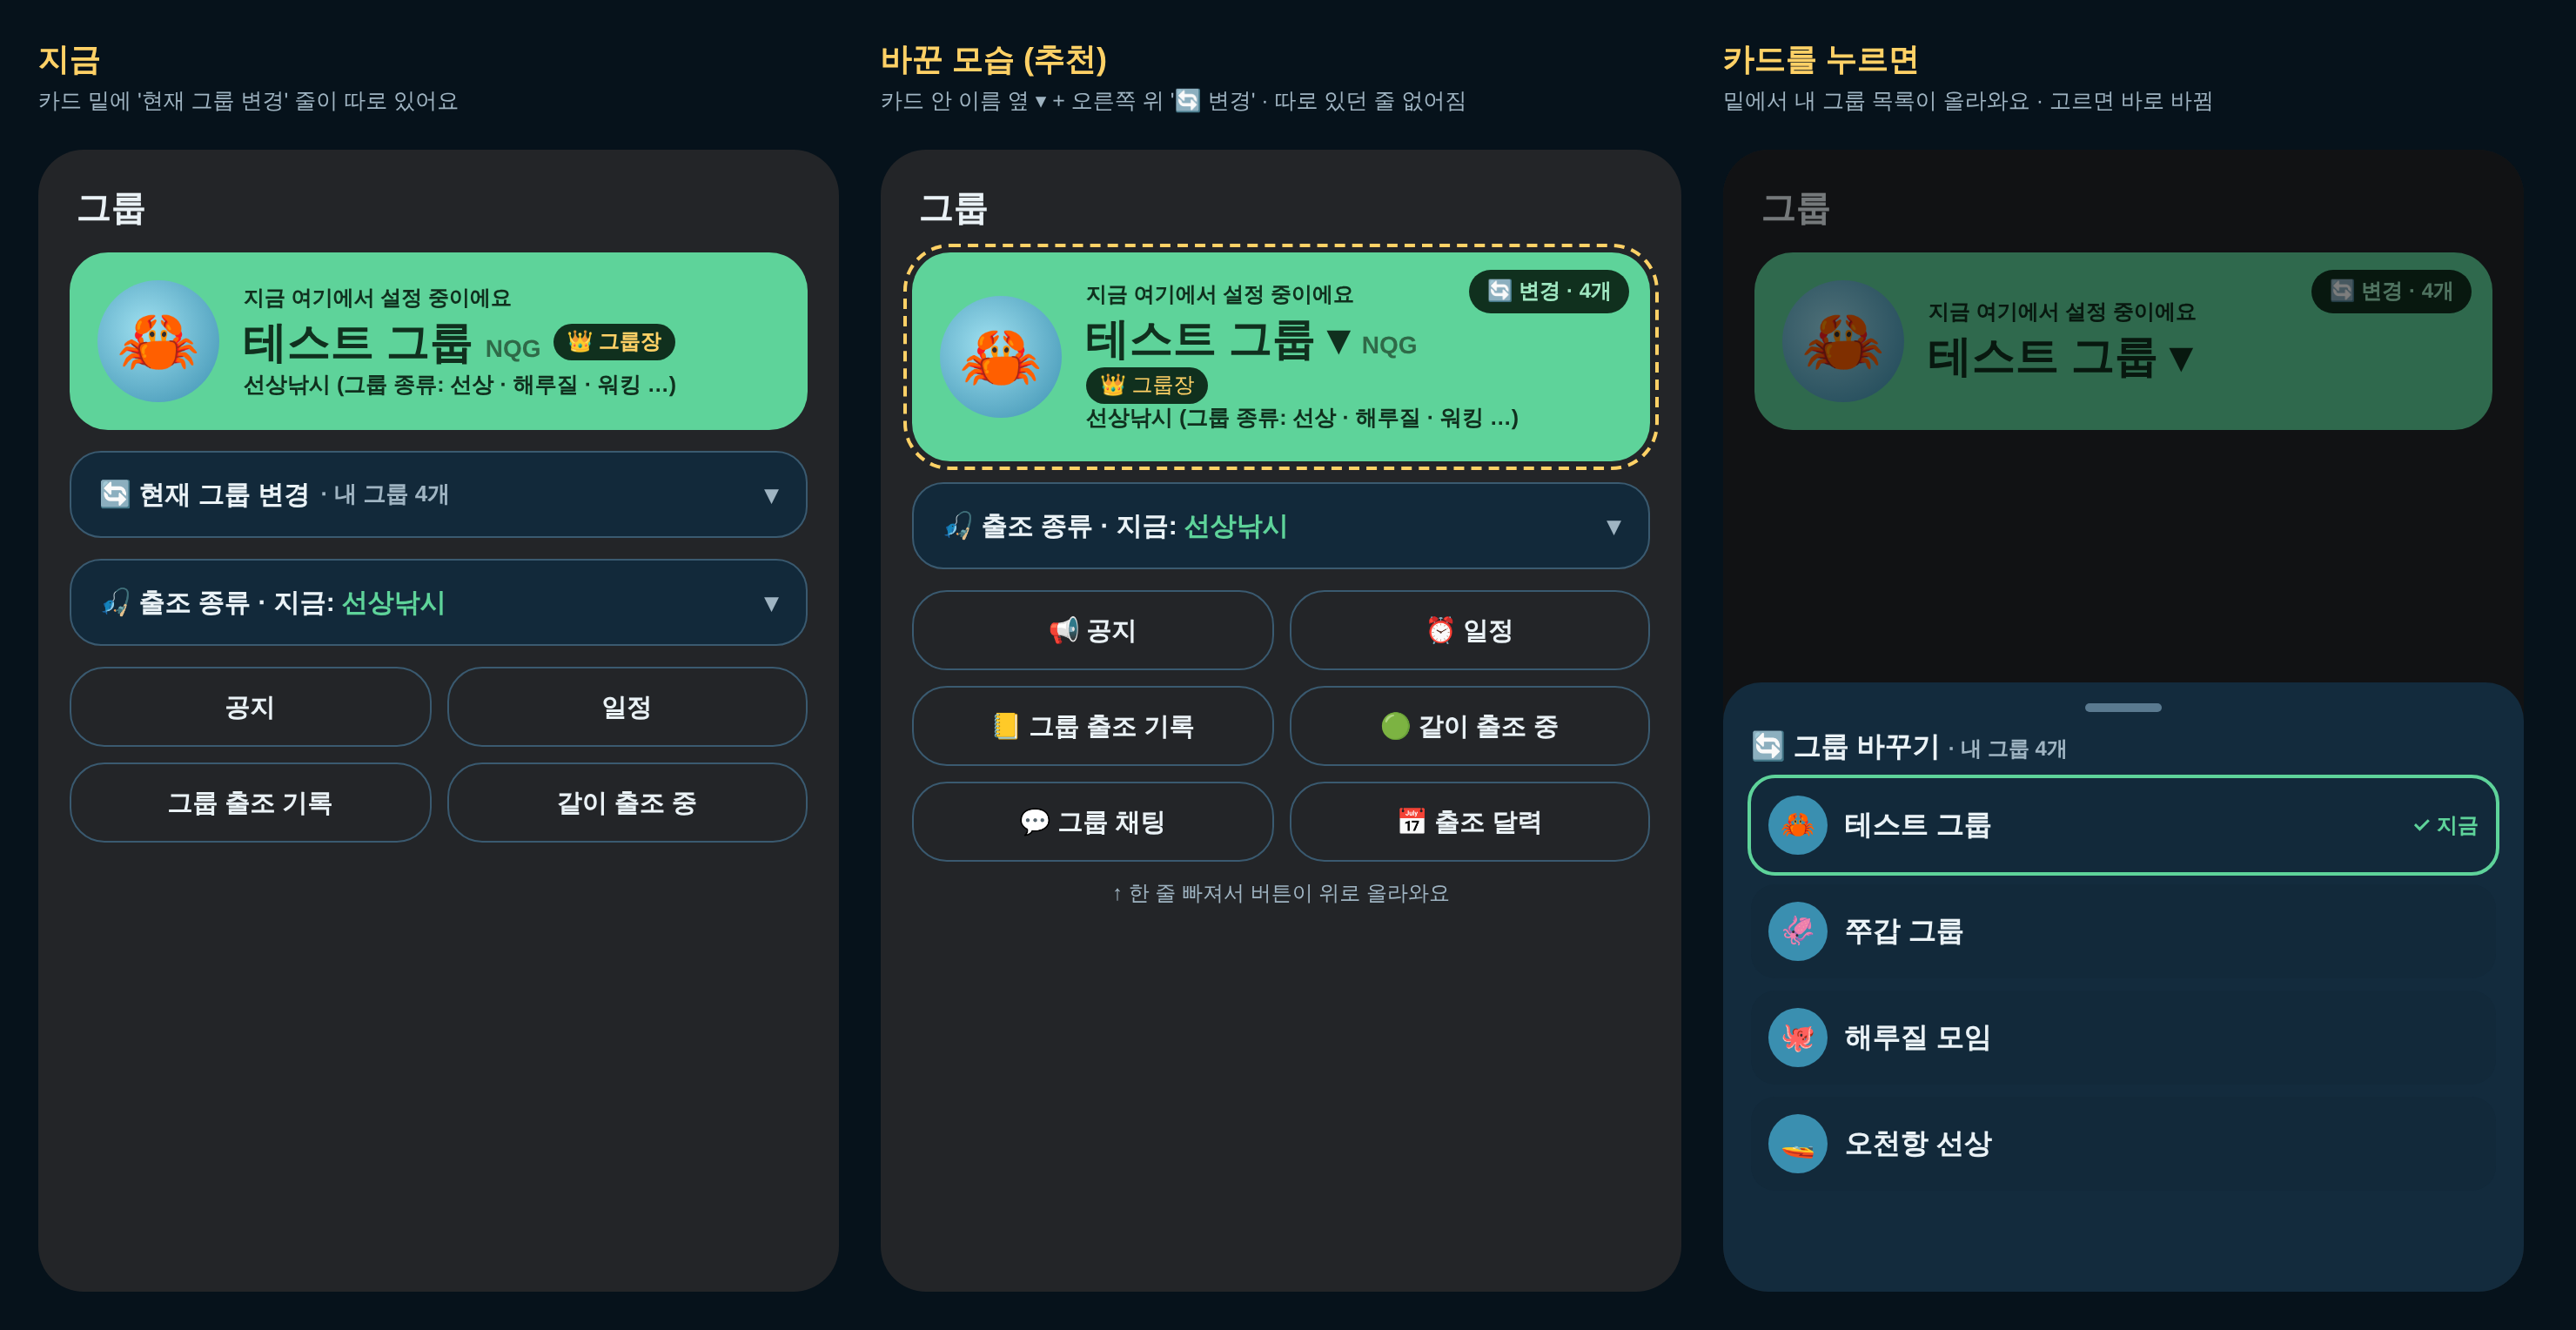 지금
카드 밑에 '현재 그룹 변경' 줄이 따로 있어요
그룹
지금 여기에서 설정 중이에요
테스트 그룹 NQG 👑 그룹장
선상낚시 (그룹 종류: 선상 · 해루질 · 워킹 …)
🔄 현재 그룹 변경 · 내 그룹 4개 ▼
🎣 출조 종류 · 지금: 선상낚시 ▼
공지
일정
그룹 출조 기록
같이 출조 중
바꾼 모습 (추천)
카드 안 이름 옆 ▾ + 오른쪽 위 '🔄 변경' · 따로 있던 줄 없어짐
그룹
지금 여기에서 설정 중이에요
🔄 변경 · 4개
테스트 그룹 ▾ NQG
👑 그룹장
선상낚시 (그룹 종류: 선상 · 해루질 · 워킹 …)
🎣 출조 종류 · 지금: 선상낚시 ▼
📢 공지
⏰ 일정
📒 그룹 출조 기록
🟢 같이 출조 중
💬 그룹 채팅
📅 출조 달력
↑ 한 줄 빠져서 버튼이 위로 올라와요
카드를 누르면
밑에서 내 그룹 목록이 올라와요 · 고르면 바로 바뀜
그룹
🔄 변경 · 4개
지금 여기에서 설정 중이에요
테스트 그룹 ▾
🔄 그룹 바꾸기 · 내 그룹 4개
테스트 그룹 ✓ 지금
쭈갑 그룹
해루질 모임
오천항 선상